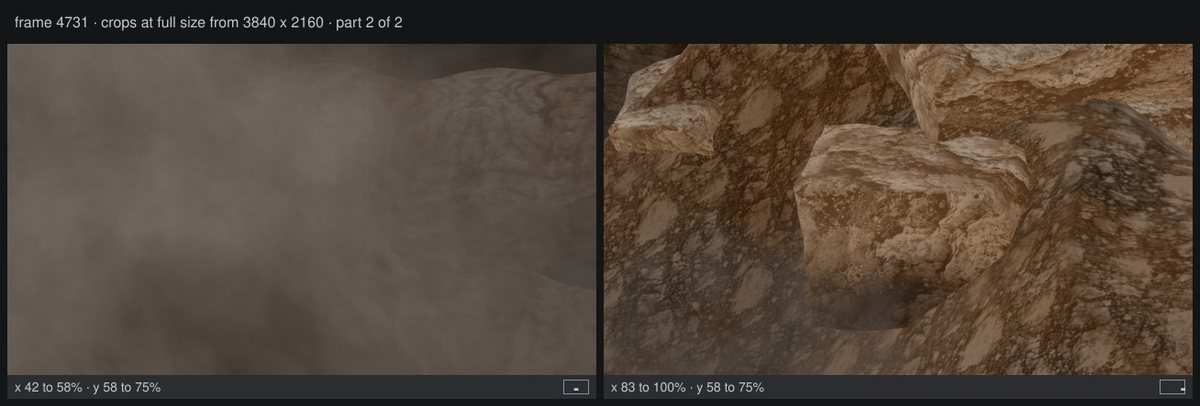 frame 4731 · crops at full size from 3840 x 2160 · part 2 of 2
x 42 to 58% · y 58 to 75%
x 83 to 100% · y 58 to 75%